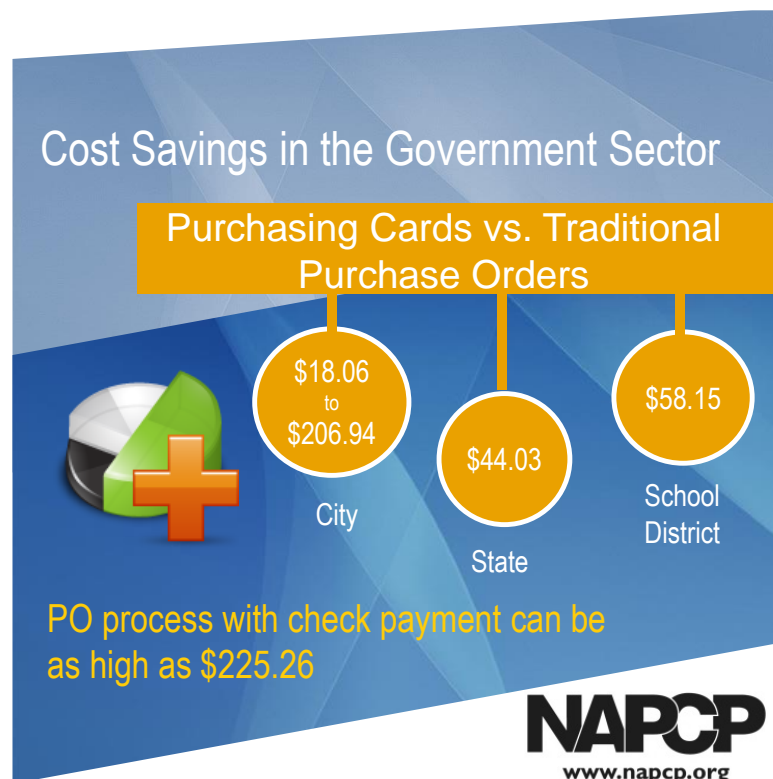 Cost Savings in the Government Sector
Purchasing Cards vs. Traditional
Purchase Orders
$18.06
to
$206.94
City
$44.03
State
$58.15
School
District
PO process with check payment can be
as high as $225.26
NAPCP
www.napcp.org